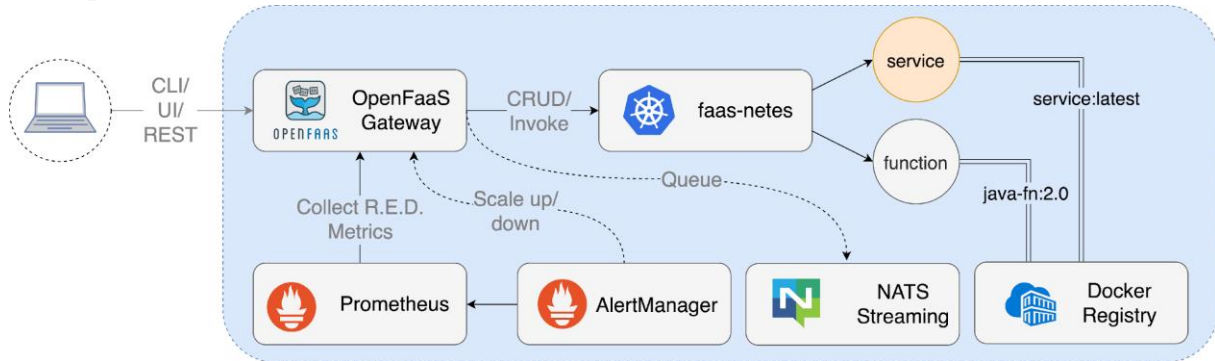 CLI/
UI/
REST
OPENFAAS
OpenFaaS
Gateway
CRUD/
Invoke
faas-netes
service
function
service:latest
java-fn:2.0
Queue
Scale up/
down
Collect R.E.D.
Metrics
Prometheus
AlertManager
N
NATS
Streaming
Docker
Registry